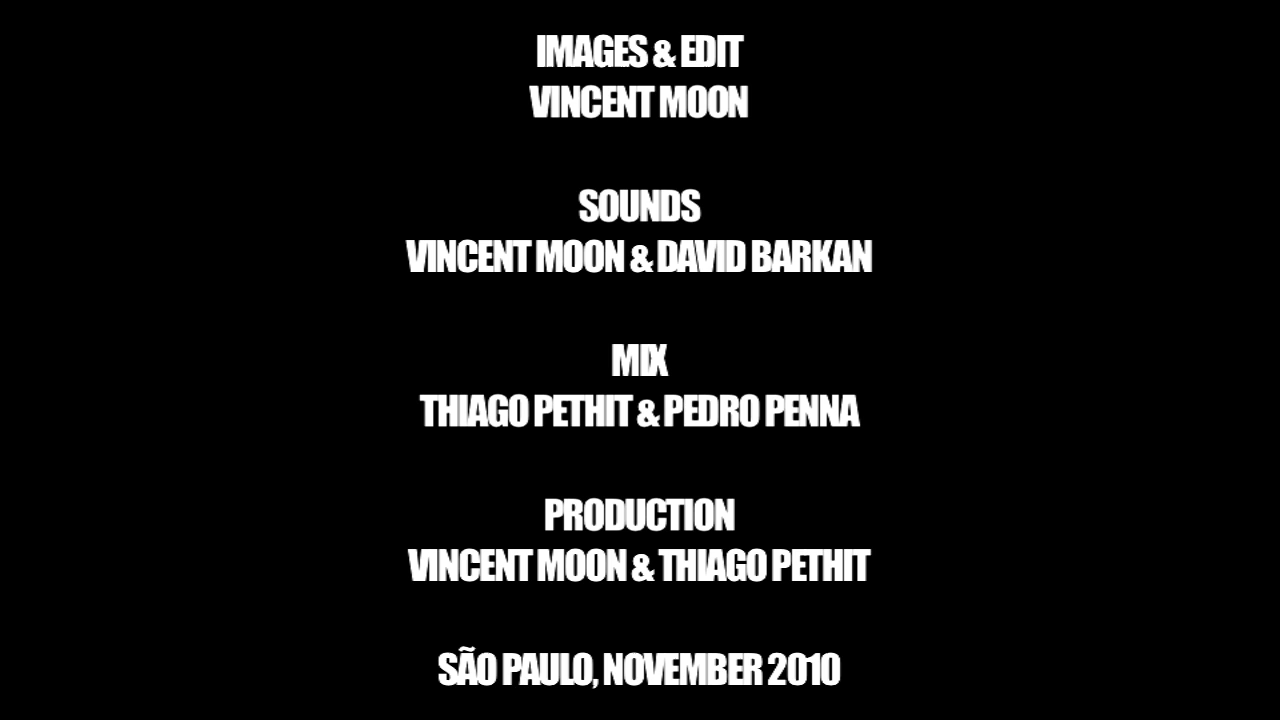 IMAGES & EDIT
VINCENT MOON
SOUNDS
VINCENT MOON & DAVID BARKAN
MIX
THIAGO PETHIT & PEDRO PENNA
PRODUCTION
VINCENT MOON & THIAGO PETHIT
SÃO PAULO, NOVEMBER 2010